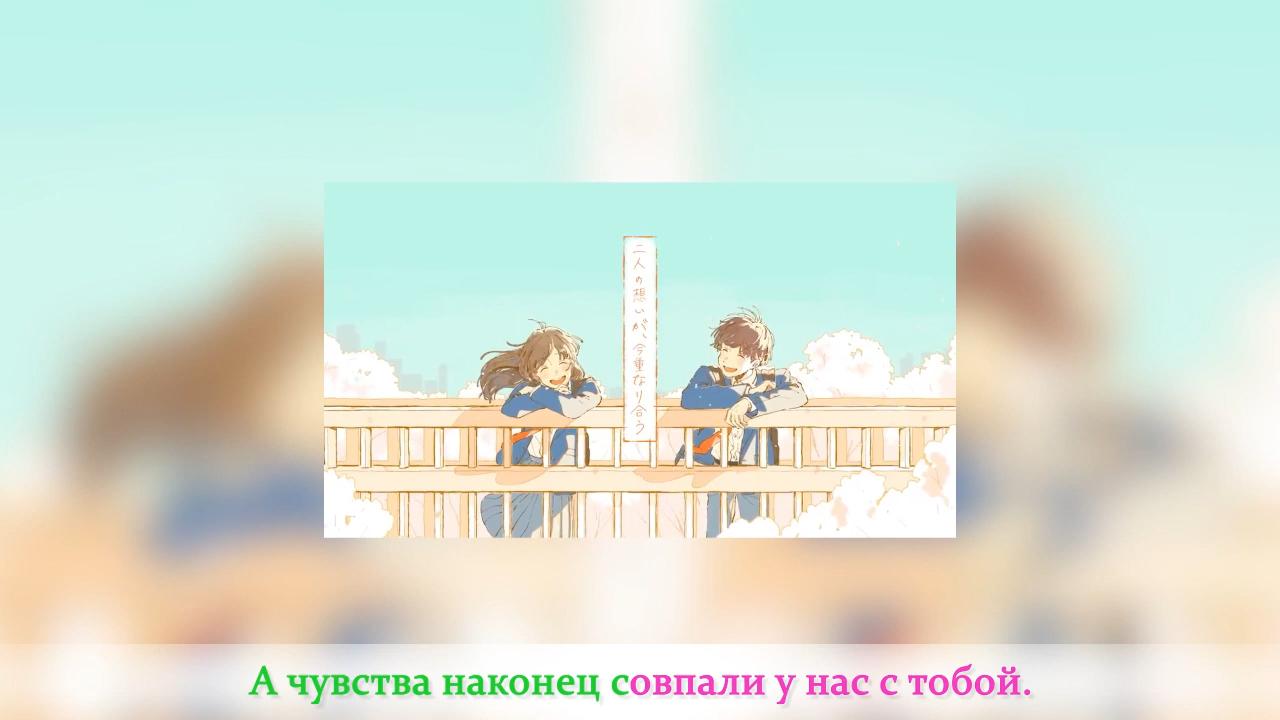 二人の想いが、今重なり合う
А чувства наконец совпали у нас с тобой.